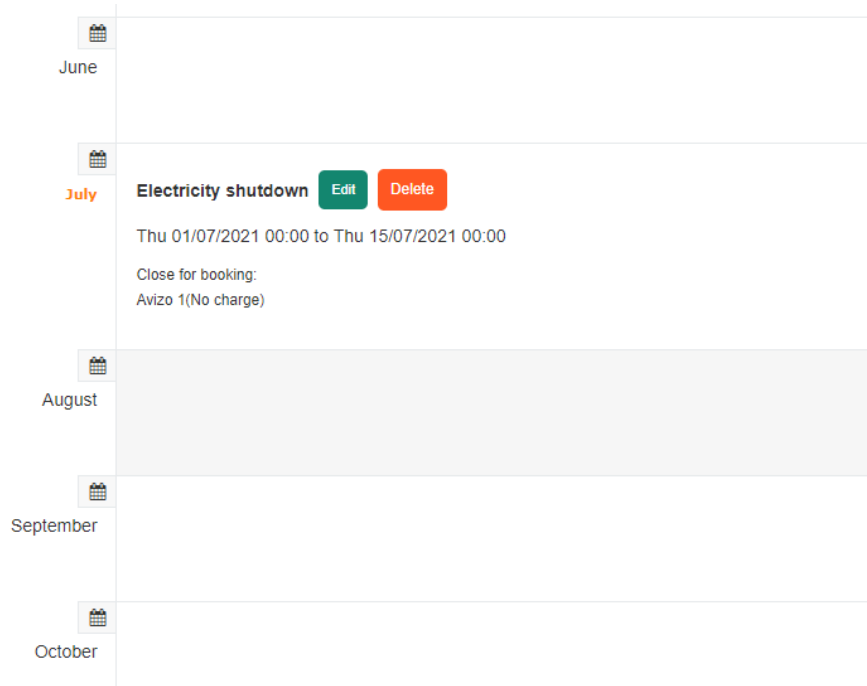 June
July
Electricity shutdown Edit Delete
Thu 01/07/2021 00:00 to Thu 15/07/2021 00:00
Close for booking:
Avizo 1(No charge)
August
September
October